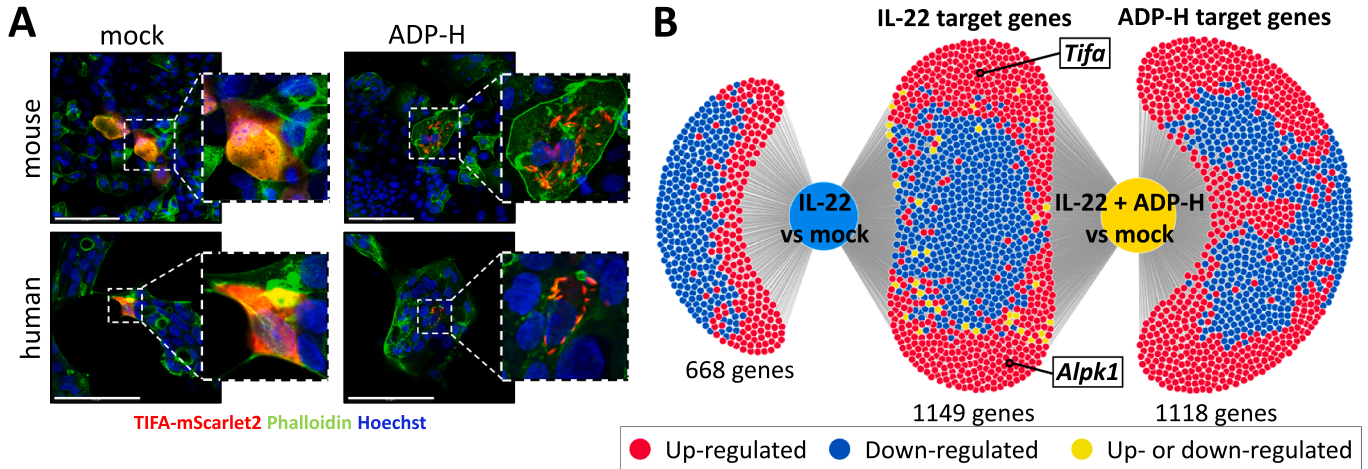 A
mock
ADP-H
mouse
human
TIFA-mScarlet2 Phalloidin Hoechst
B
IL-22 target genes
ADP-H target genes
Tifa
IL-22
vs mock
IL-22 + ADP-H
vs mock
Alpk1
668 genes
1149 genes
1118 genes
Up-regulated
Down-regulated
Up- or down-regulated